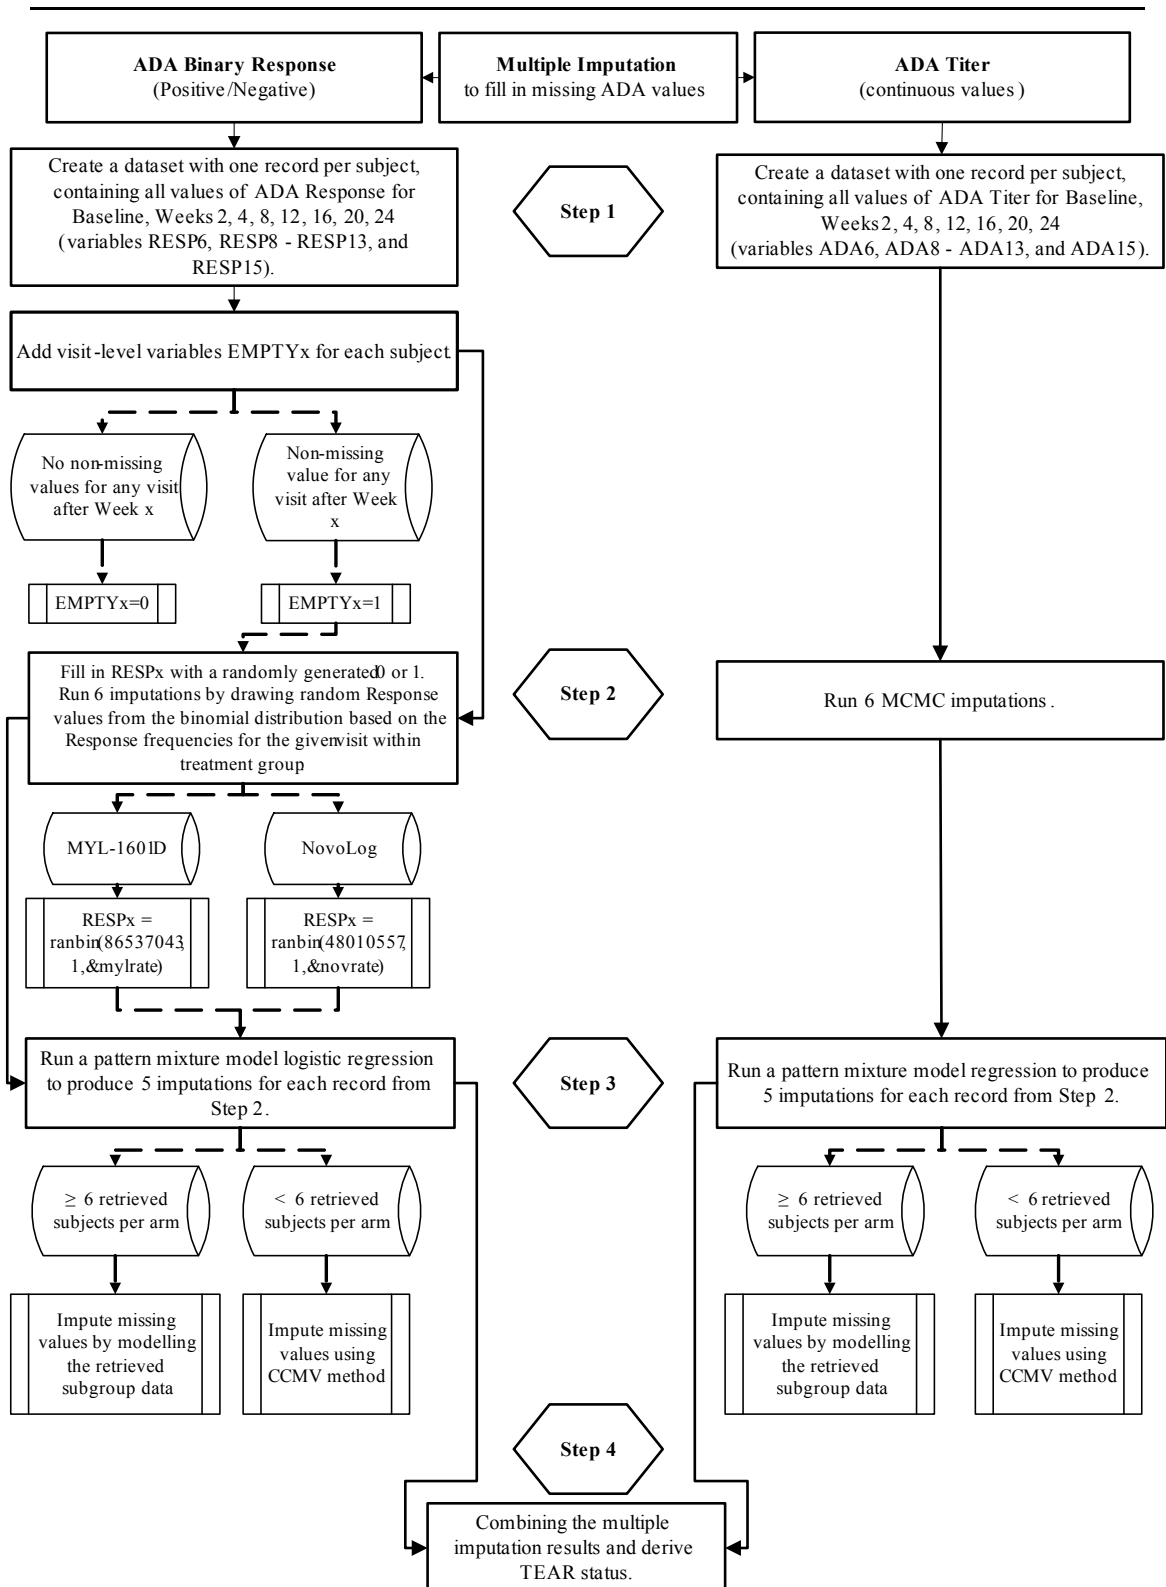 ADA Binary Response
(Positive/Negative)
Multiple Imputation
to fill in missing ADA values
ADA Titer
(continuous values )
Create a dataset with one record per subject,
containing all values of ADA Response for
Baseline, Weeks 2, 4, 8, 12, 16, 20, 24
(variables RESP6, RESP8 - RESP13, and
RESP15).
Step 1
Create a dataset with one record per subject,
containing all values of ADA Titer for Baseline,
Weeks 2, 4, 8, 12, 16, 20, 24
(variables ADA6, ADA8 - ADA13, and ADA15).
Add visit-level variables EMPTYx for each subject.
No non-missing
values for any visit
after Week x
Non-missing
value for any
visit after Week
x
EMPTYx=0
EMPTYx=1
Fill in RESPx with a randomly generated 0 or 1.
Run 6 imputations by drawing random Response
values from the binomial distribution based on the
Response frequencies for the given visit within
treatment group
Step 2
Run 6 MCMC imputations .
MYL-1601D
NovoLog
RESPx =
ranbin(86537043,
1,&mylrate)
RESPx =
ranbin(48010557,
1,&novrate)
Run a pattern mixture model logistic regression
to produce 5 imputations for each record from
Step 2.
Step 3
Run a pattern mixture model regression to produce
5 imputations for each record from Step 2.
≥ 6 retrieved
subjects per arm
< 6 retrieved
subjects per arm
≥ 6 retrieved
subjects per arm
< 6 retrieved
subjects per arm
Impute missing
values by modelling
the retrieved
subgroup data
Impute missing
values using
CCMV method
Impute missing
values by modelling
the retrieved
subgroup data
Impute missing
values using
CCMV method
Step 4
Combining the multiple
imputation results and derive
TEAR status.